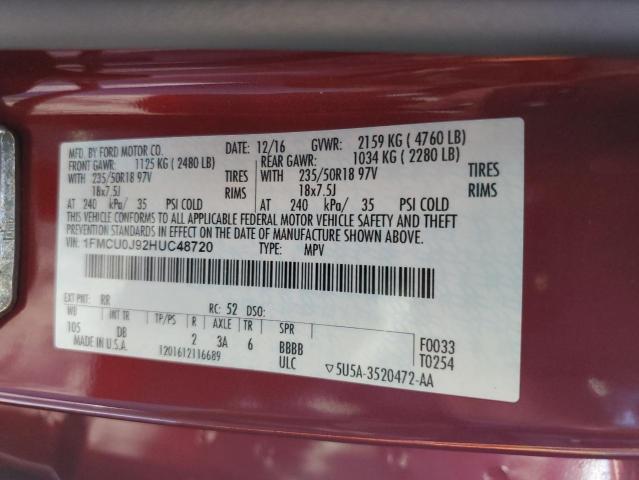 MFD. BY FORD MOTOR CO. DATE: 12/16 GVWR: 2159 KG ( 4760 LB)
FRONT GAWR: 1125 KG ( 2480 LB) REAR GAWR: 1034 KG ( 2280 LB)
WITH 235/50R18 97V TIRES WITH 235/50R18 97V TIRES
18x7.5J RIMS 18x7.5J RIMS
AT 240 kPa/ 35 PSI COLD AT 240 kPa/ 35 PSI COLD
THIS VEHICLE CONFORMS TO ALL APPLICABLE FEDERAL MOTOR VEHICLE SAFETY AND THEFT
PREVENTION STANDARDS IN EFFECT ON THE DATE OF MANUFACTURE SHOWN ABOVE.
VIN: 1FMCU0J92HUC48720 TYPE: MPV
EXT PNT: RR RC: 52 DSO:
WB INT TR TP/PS R AXLE TR SPR
105 DB 2 3A 6 BBBB F0033
MADE IN U.S.A. 1201612116689 ULC ▽5U5A-3520472-AA T0254